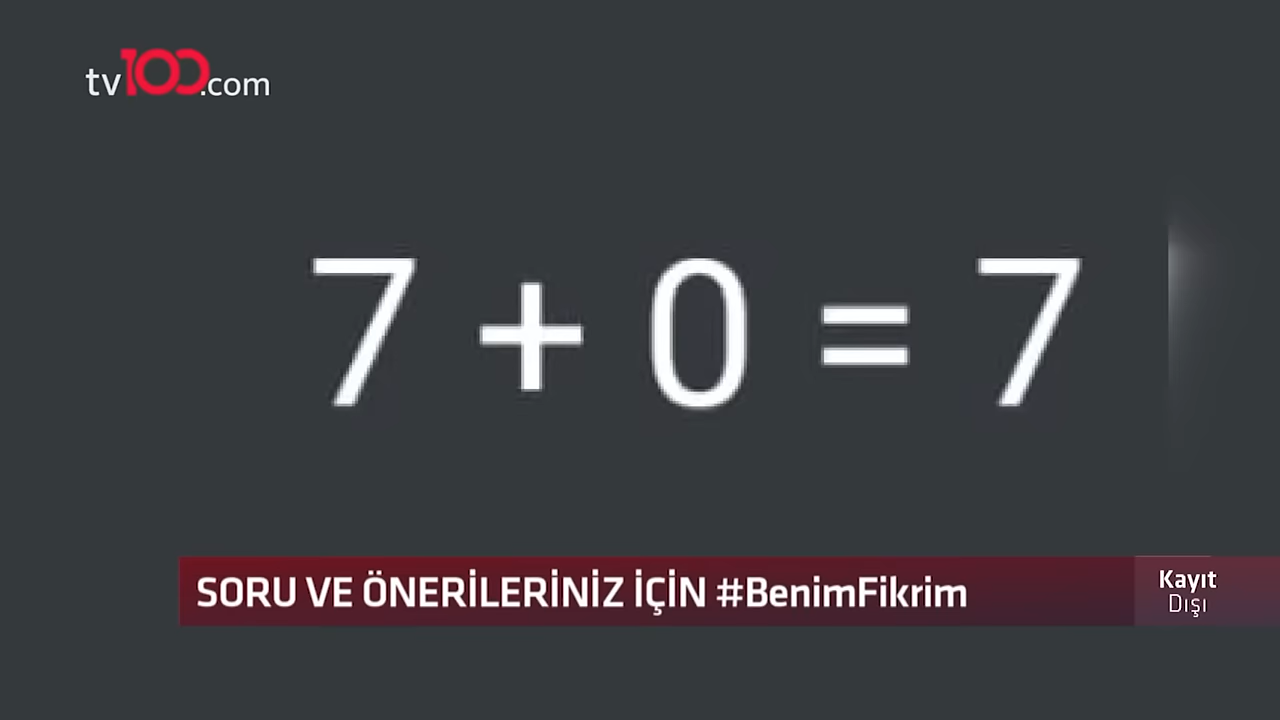 tv100.com
7 + 0 = 7
SORU VE ÖNERİLERİNİZ İÇİN #BenimFikrim
Kayıt
Dışı